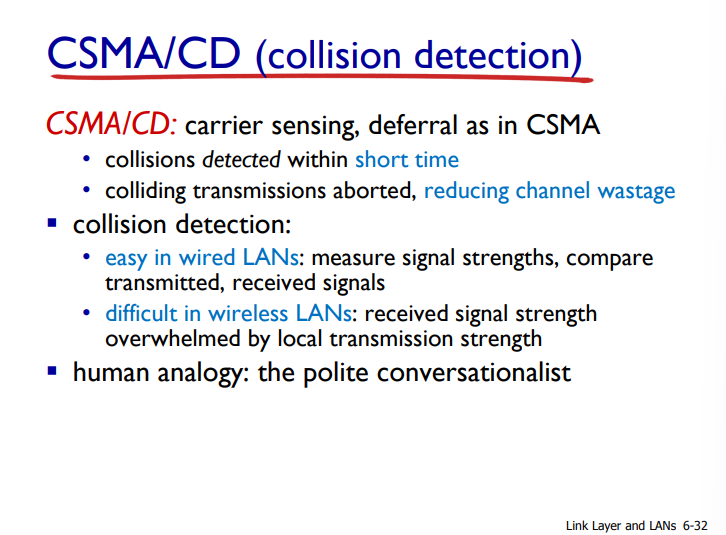 CSMA/CD (collision detection)
CSMA/CD: carrier sensing, deferral as in CSMA
• collisions detected within short time
• colliding transmissions aborted, reducing channel wastage
▪ collision detection:
• easy in wired LANs: measure signal strengths, compare
transmitted, received signals
• difficult in wireless LANs: received signal strength
overwhelmed by local transmission strength
▪ human analogy: the polite conversationalist
Link Layer and LANs 6-32